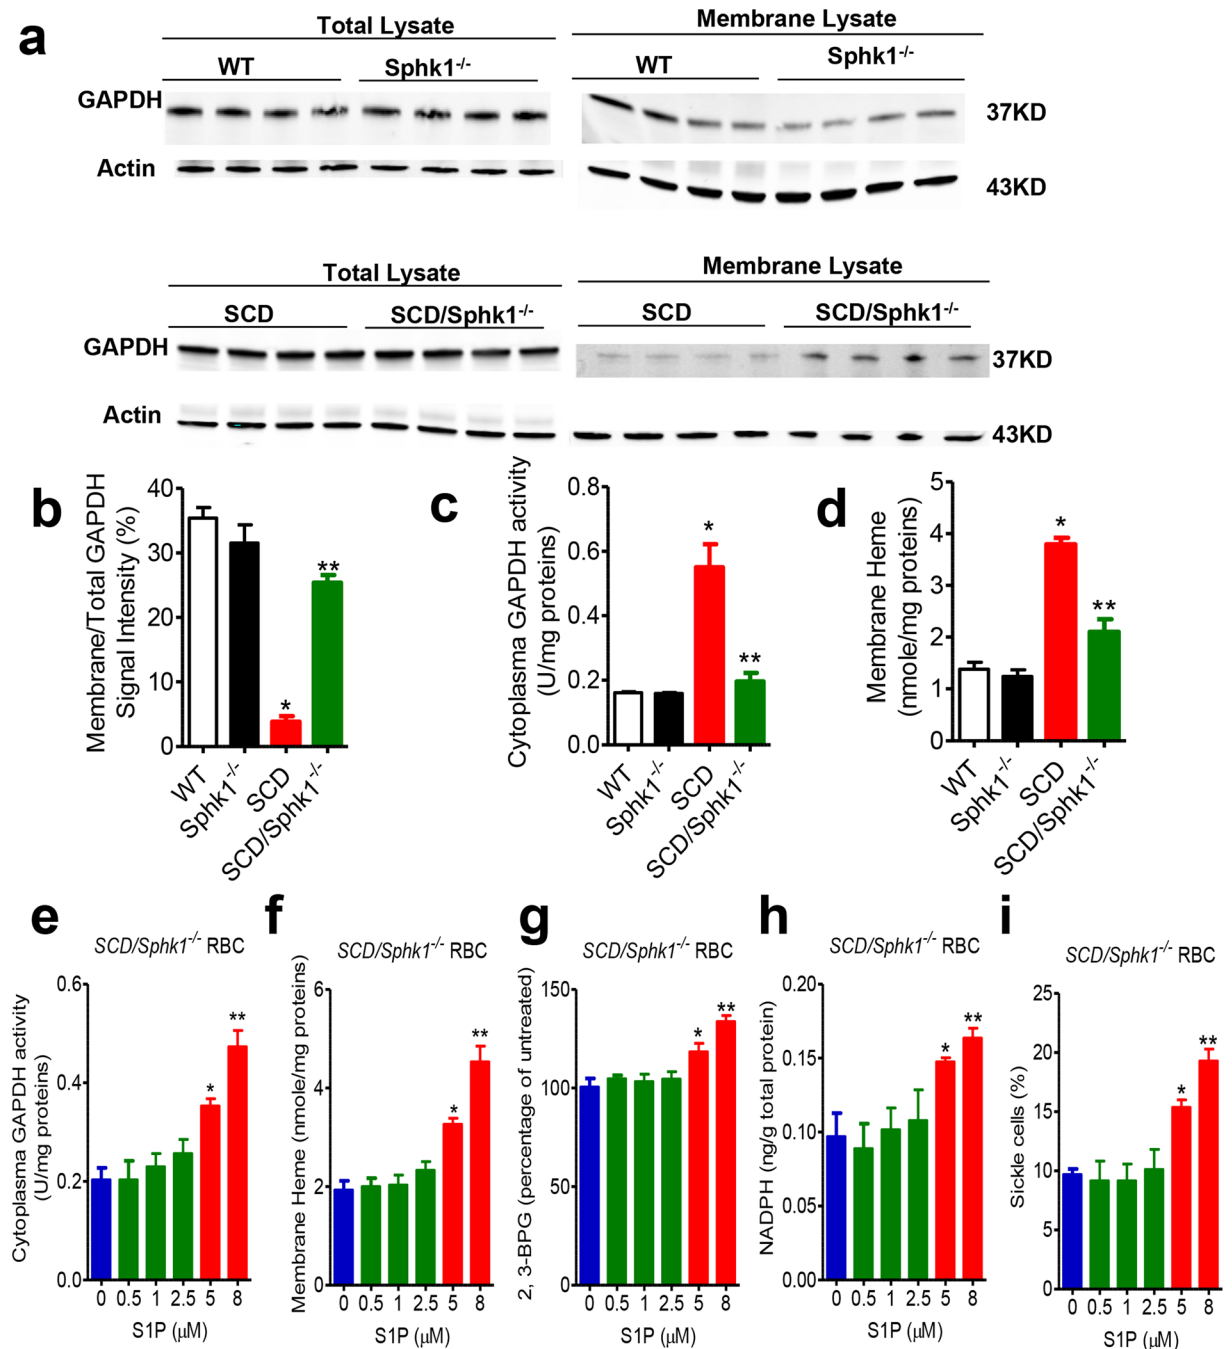 a
Total Lysate
Membrane Lysate
WT
Sphk1-/-
WT
Sphk1-/-
GAPDH
37KD
Actin
43KD
Total Lysate
Membrane Lysate
SCD
SCD/Sphk1-/-
SCD
SCD/Sphk1-/-
GAPDH
37KD
Actin
43KD
b
Membrane/Total GAPDH
Signal Intensity (%)
40
30
20
10
0
*
**
WT
Sphk1-/-
SCD
SCD/Sphk1-/-
c
Cytoplasma GAPDH activity
(U/mg proteins)
0.8
0.6
0.4
0.2
0.0
*
**
WT
Sphk1-/-
SCD
SCD/Sphk1-/-
d
Membrane Heme
(nmole/mg proteins)
5
4
3
2
1
0
*
**
WT
Sphk1-/-
SCD
SCD/Sphk1-/-
e
SCD/Sphk1-/- RBC
Cytoplasma GAPDH activity
(U/mg proteins)
0.6
0.4
0.2
0.0
*
**
0 0.5 1 2.5 5 8
S1P (μM)
f
SCD/Sphk1-/- RBC
Membrane Heme (nmole/mg proteins)
6
4
2
0
*
**
0 0.5 1 2.5 5 8
S1P (μM)
g
SCD/Sphk1-/- RBC
2, 3-BPG (percentage of untreated)
150
100
50
0
*
**
0 0.5 1 2.5 5 8
S1P (μM)
h
SCD/Sphk1-/- RBC
NADPH (ng/g total protein)
0.20
0.15
0.10
0.05
0.00
*
**
0 0.5 1 2.5 5 8
S1P (μM)
i
SCD/Sphk1-/- RBC
Sickle cells (%)
25
20
15
10
5
0
*
**
0 0.5 1 2.5 5 8
S1P (μM)